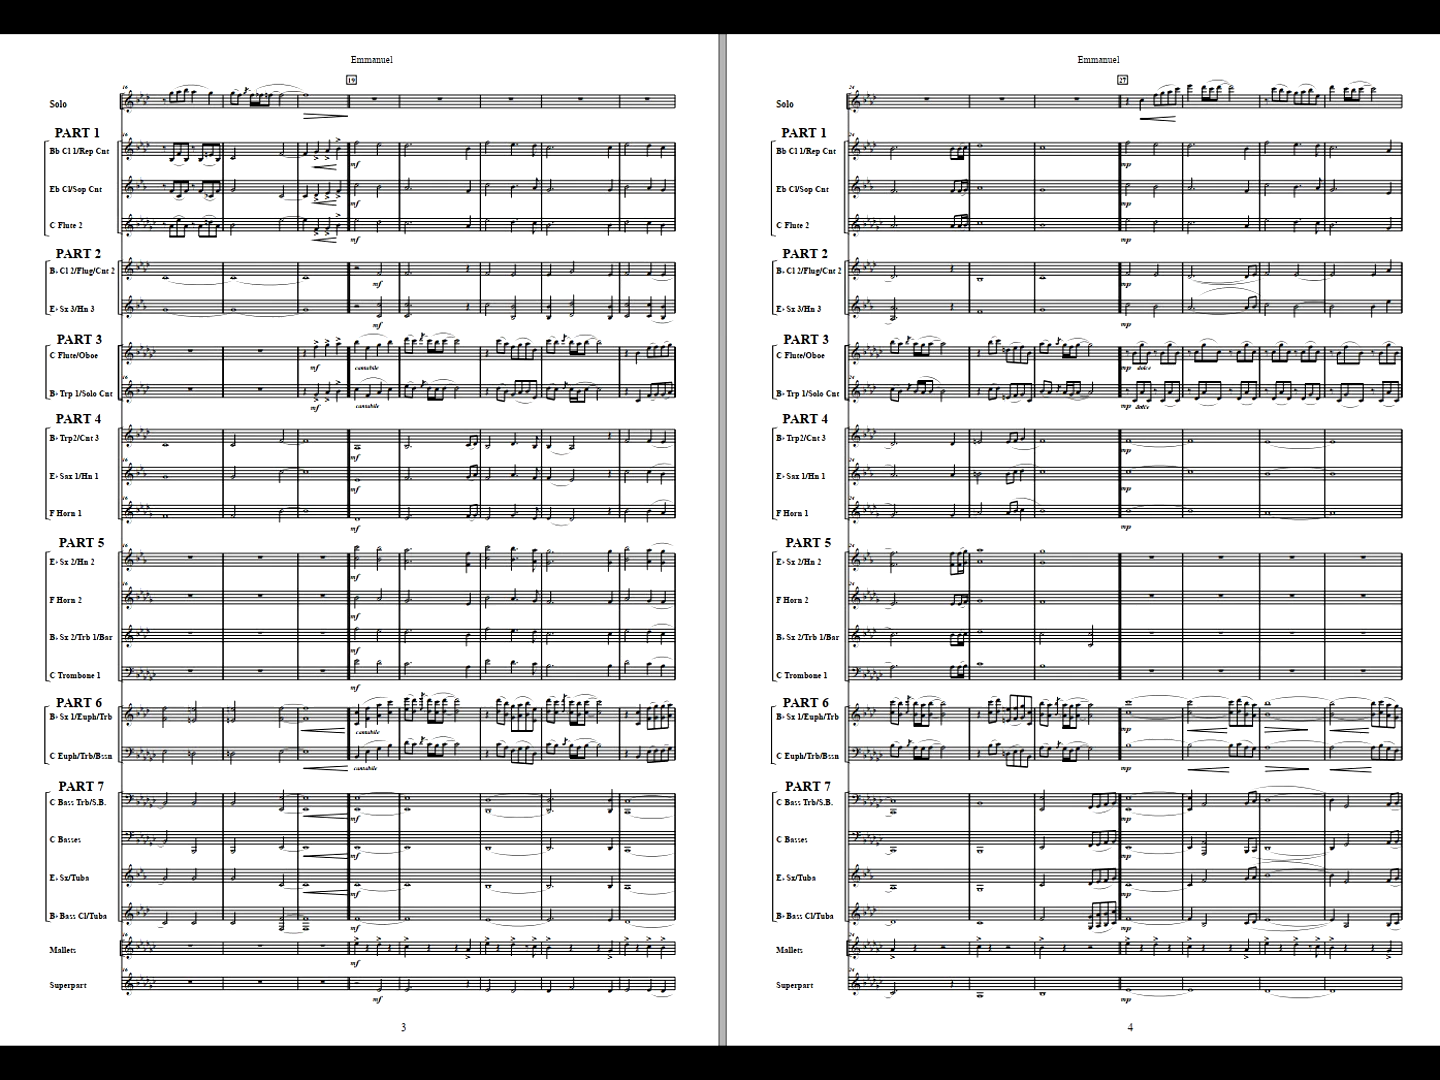 Emmanuel
19
Solo
PART 1
Bb Cl 1/Rep Cnt
Eb Cl/Sop Cnt
mf
C Flute 2
mf
PART 2
B♭ Cl 2/Flug/Cnt 2
mf
E♭ Sx 3/Hn 3
mf
PART 3
C Flute/Oboe
mf cantabile
B♭ Trp 1/Solo Cnt
mf cantabile
PART 4
B♭ Trp2/Cnt 3
mf
E♭ Sax 1/Hn 1
mf
F Horn 1
mf
PART 5
E♭ Sx 2/Hn 2
mf
F Horn 2
mf
B♭ Sx 2/Trb 1/Bar
mf
C Trombone 1
mf
PART 6
B♭ Sx 1/Euph/Trb
cantabile
C Euph/Trb/Bssn
cantabile
PART 7
C Bass Trb/S.B.
mf
C Basses
mf
E♭ Sx/Tuba
mf
B♭ Bass Cl/Tuba
mf
Mallets
mf
Superpart
mf
3
Emmanuel
27
Solo
PART 1
Bb Cl 1/Rep Cnt
mp
Eb Cl/Sop Cnt
mp
C Flute 2
mp
PART 2
B♭ Cl 2/Flug/Cnt 2
mp
E♭ Sx 3/Hn 3
mp
PART 3
C Flute/Oboe
mp dolce
B♭ Trp 1/Solo Cnt
mp dolce
PART 4
B♭ Trp2/Cnt 3
mp
E♭ Sax 1/Hn 1
mp
F Horn 1
mp
PART 5
E♭ Sx 2/Hn 2
F Horn 2
B♭ Sx 2/Trb 1/Bar
C Trombone 1
PART 6
B♭ Sx 1/Euph/Trb
mp
C Euph/Trb/Bssn
mp
PART 7
C Bass Trb/S.B.
mp
C Basses
mp
E♭ Sx/Tuba
mp
B♭ Bass Cl/Tuba
mp
Mallets
Superpart
mp
4